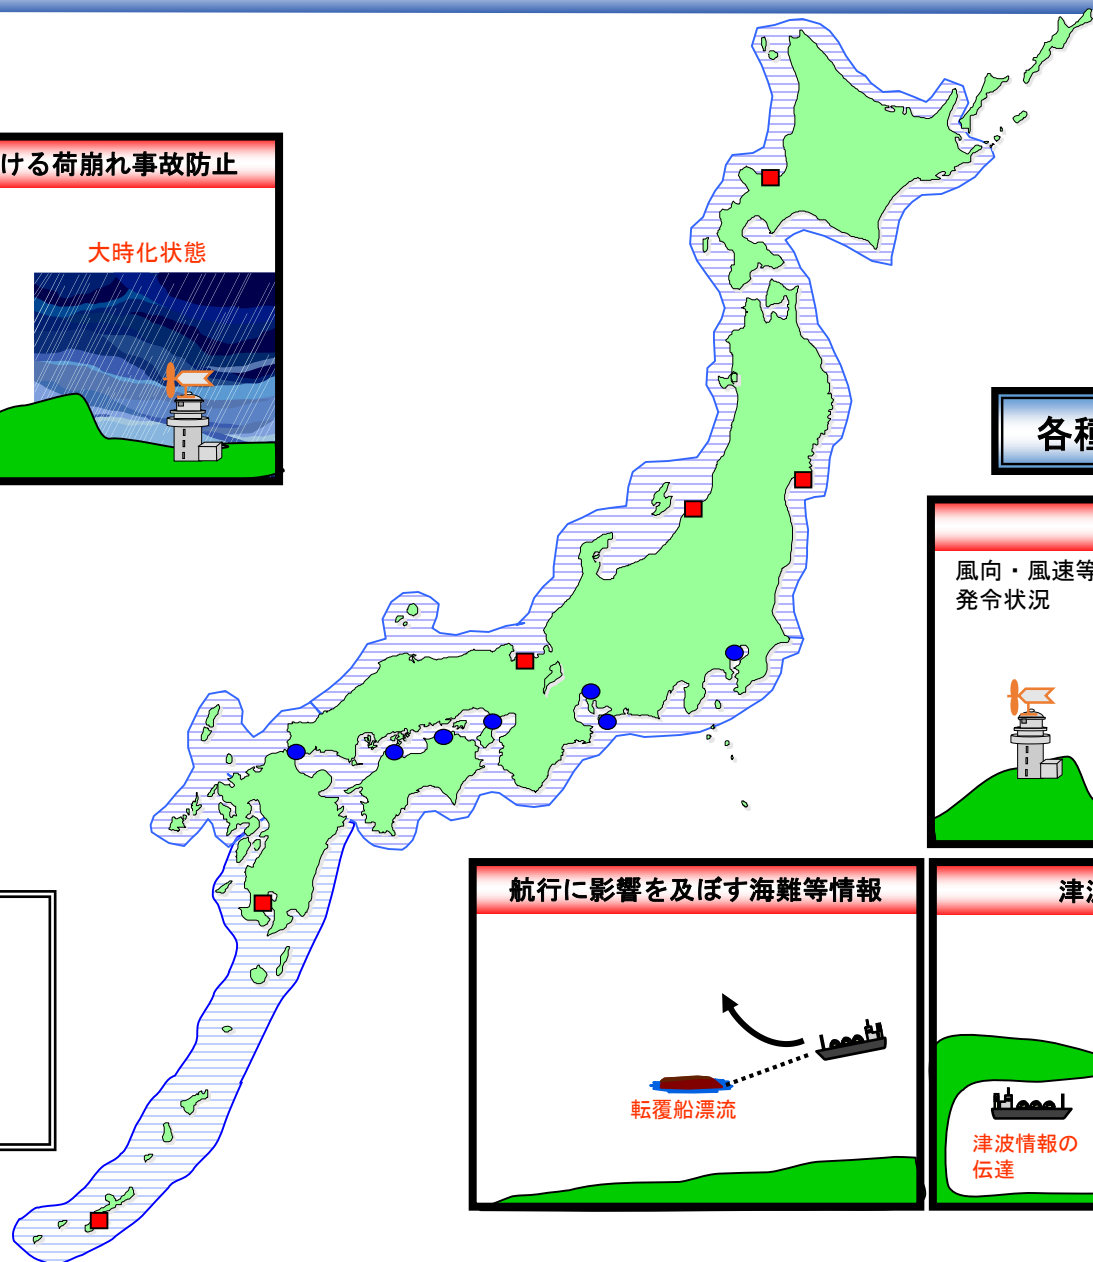 ける荷崩れ事故防止
大時化状態
各種
風向・風速等
発令状況
航行に影響を及ぼす海難等情報
転覆船漂流
津波
津波情報の
伝達